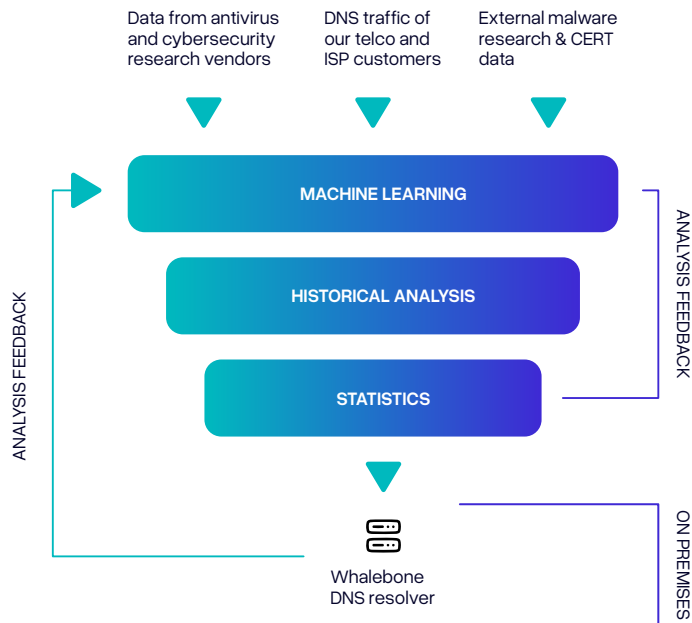 Data from antivirus
and cybersecurity
research vendors
DNS traffic of
our telco and
ISP customers
External malware
research & CERT
data
MACHINE LEARNING
HISTORICAL ANALYSIS
STATISTICS
ANALYSIS FEEDBACK
ANALYSIS FEEDBACK
Whalebone
DNS resolver
ON PREMISES